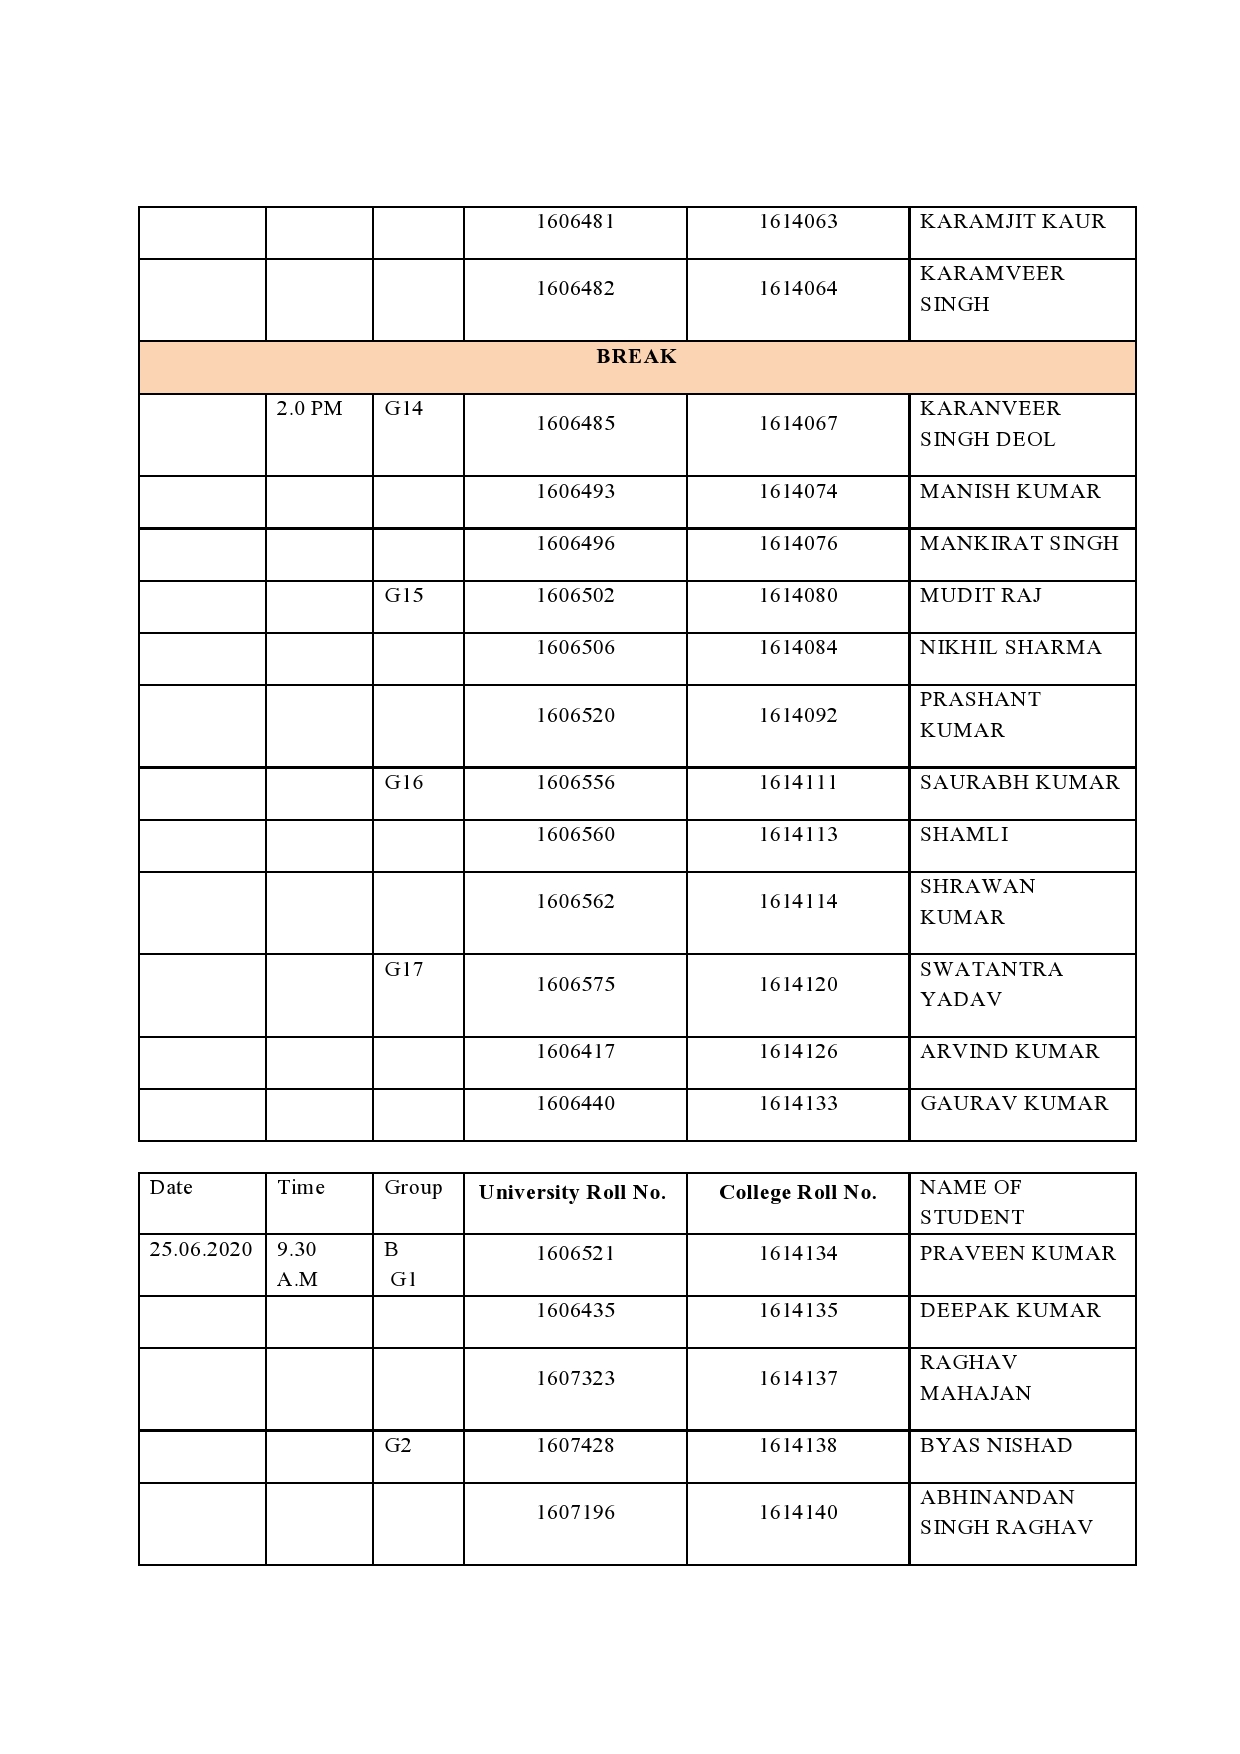 1606481 1614063 KARAMJIT KAUR
1606482 1614064 KARAMVEER
SINGH
BREAK
2.0 PM G14 1606485 1614067 KARANVEER
SINGH DEOL
1606493 1614074 MANISH KUMAR
1606496 1614076 MANKIRAT SINGH
G15 1606502 1614080 MUDIT RAJ
1606506 1614084 NIKHIL SHARMA
1606520 1614092 PRASHANT
KUMAR
G16 1606556 1614111 SAURABH KUMAR
1606560 1614113 SHAMLI
1606562 1614114 SHRAWAN
KUMAR
G17 1606575 1614120 SWATANTRA
YADAV
1606417 1614126 ARVIND KUMAR
1606440 1614133 GAURAV KUMAR
Date Time Group University Roll No. College Roll No. NAME OF
STUDENT
25.06.2020 9.30 B 1606521 1614134 PRAVEEN KUMAR
A.M G1
1606435 1614135 DEEPAK KUMAR
1607323 1614137 RAGHAV
MAHAJAN
G2 1607428 1614138 BYAS NISHAD
1607196 1614140 ABHINANDAN
SINGH RAGHAV